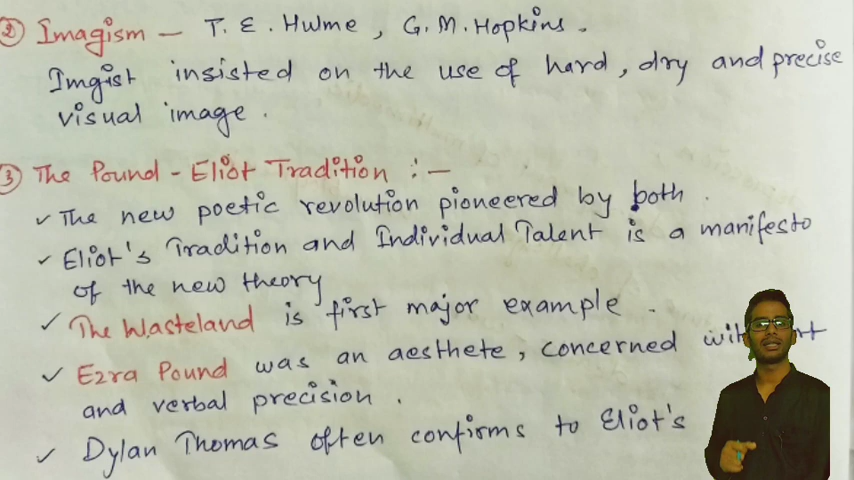 ② Imagism – T. E. Hulme, G. M. Hopkins.
Imgist insisted on the use of hard, dry and precise
visual image.
③ The Pound - Eliot Tradition :-
✓ The new poetic revolution pioneered by both.
✓ Eliot's Tradition and Individual Talent is a manifesto
of the new theory
✓ The Wasteland is first major example.
✓ Ezra Pound was an aesthete, concerned
and verbal precision.
✓ Dylan Thomas often confirms to Eliot's